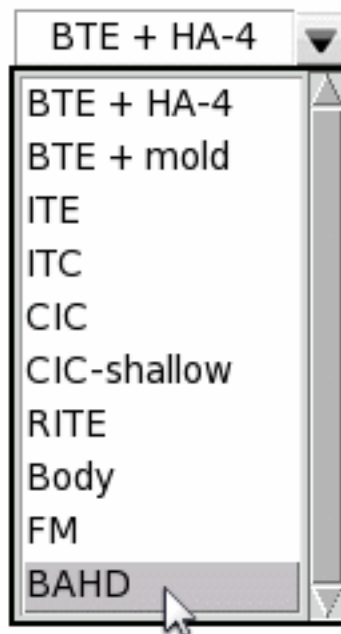 BTE + HA-4
BTE + HA-4
BTE + mold
ITE
ITC
CIC
CIC-shallow
RITE
Body
FM
BAHD